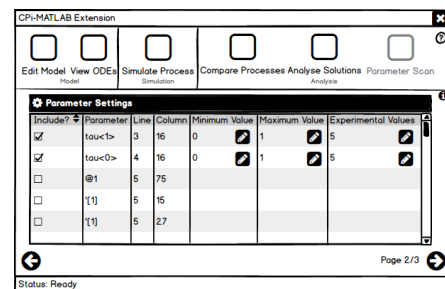 CPi-MATLAB Extension
Edit Model View ODEs Simulate Process Compare Processes Analyse Solutions Parameter Scan
Model Simulation Analysis
Parameter Settings
Include? Parameter Line Column Minimum Value Maximum Value Experimental Values
tau<1> 3 16 0 1 5
tau<0> 4 16 0 1 5
@1 5 75
'[1] 5 15
'[1] 5 27
Page 2/3
Status: Ready